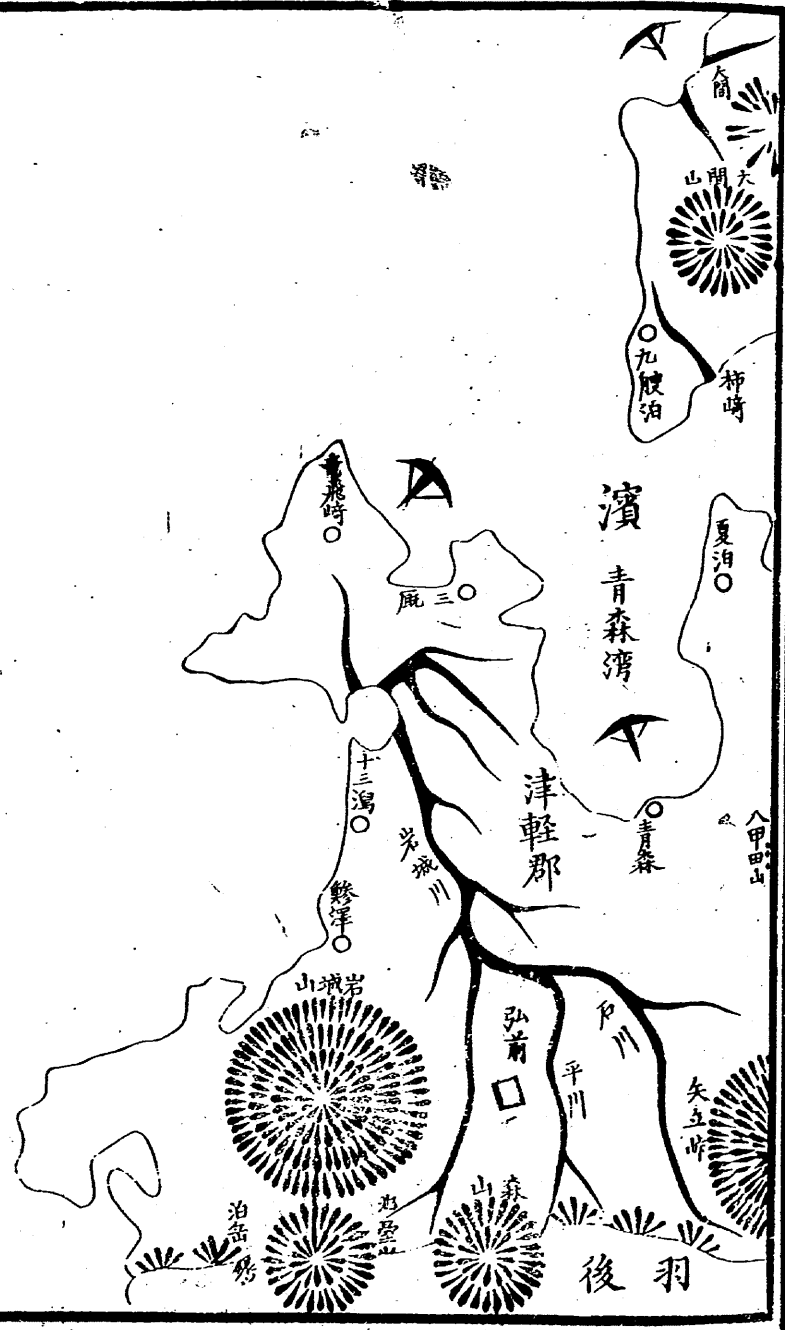 大間
大間山
九艘泊
柿崎
濱
青森湾
夏泊
龍飛崎
三厩
十三潟
津軽郡
青森
八甲田山
岩城川
鰺澤
岩城山
弘前
石川
平川
矢立峠
森山
泊岳
羽後